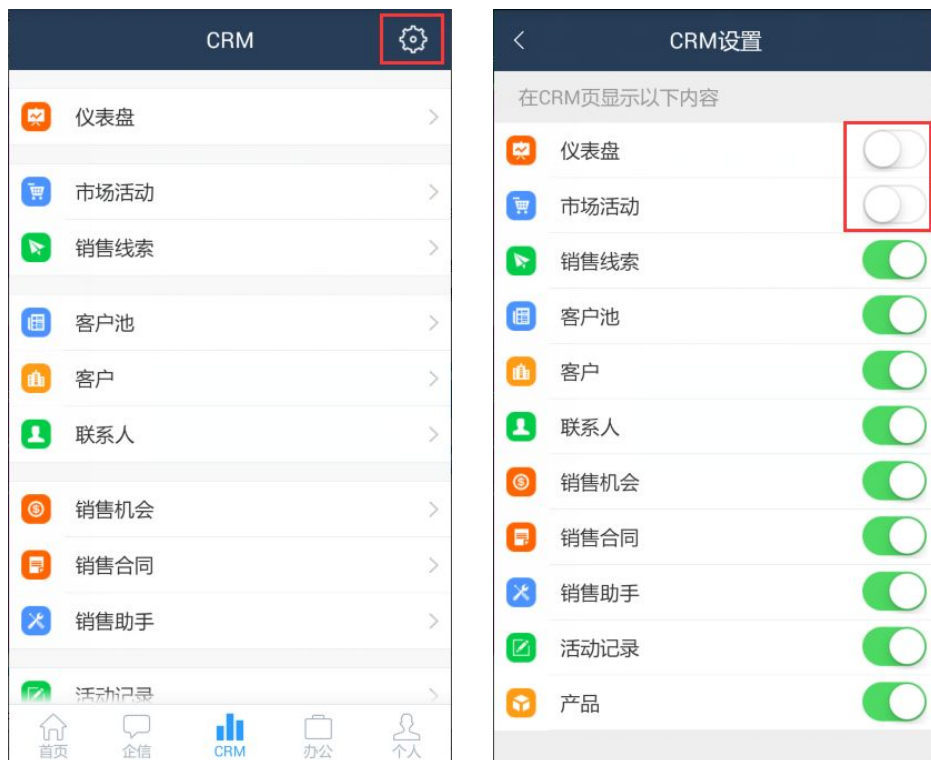 CRM
仪表盘
市场活动
销售线索
客户池
客户
联系人
销售机会
销售合同
销售助手
活动记录
首页
企信
CRM
办公
个人
CRM设置
在CRM页显示以下内容
仪表盘
市场活动
销售线索
客户池
客户
联系人
销售机会
销售合同
销售助手
活动记录
产品